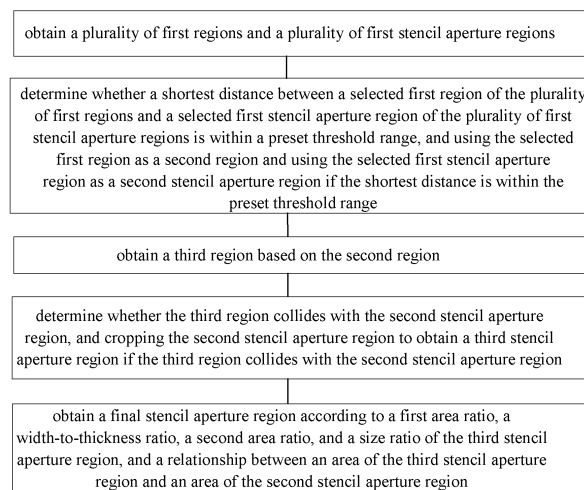 obtain a plurality of first regions and a plurality of first stencil aperture regions
determine whether a shortest distance between a selected first region of the plurality
of first regions and a selected first stencil aperture region of the plurality of first
stencil aperture regions is within a preset threshold range, and using the selected
first region as a second region and using the selected first stencil aperture
region as a second stencil aperture region if the shortest distance is within the
preset threshold range
obtain a third region based on the second region
determine whether the third region collides with the second stencil aperture
region, and cropping the second stencil aperture region to obtain a third stencil
aperture region if the third region collides with the second stencil aperture region
obtain a final stencil aperture region according to a first area ratio, a
width-to-thickness ratio, a second area ratio, and a size ratio of the third stencil
aperture region, and a relationship between an area of the third stencil aperture
region and an area of the second stencil aperture region